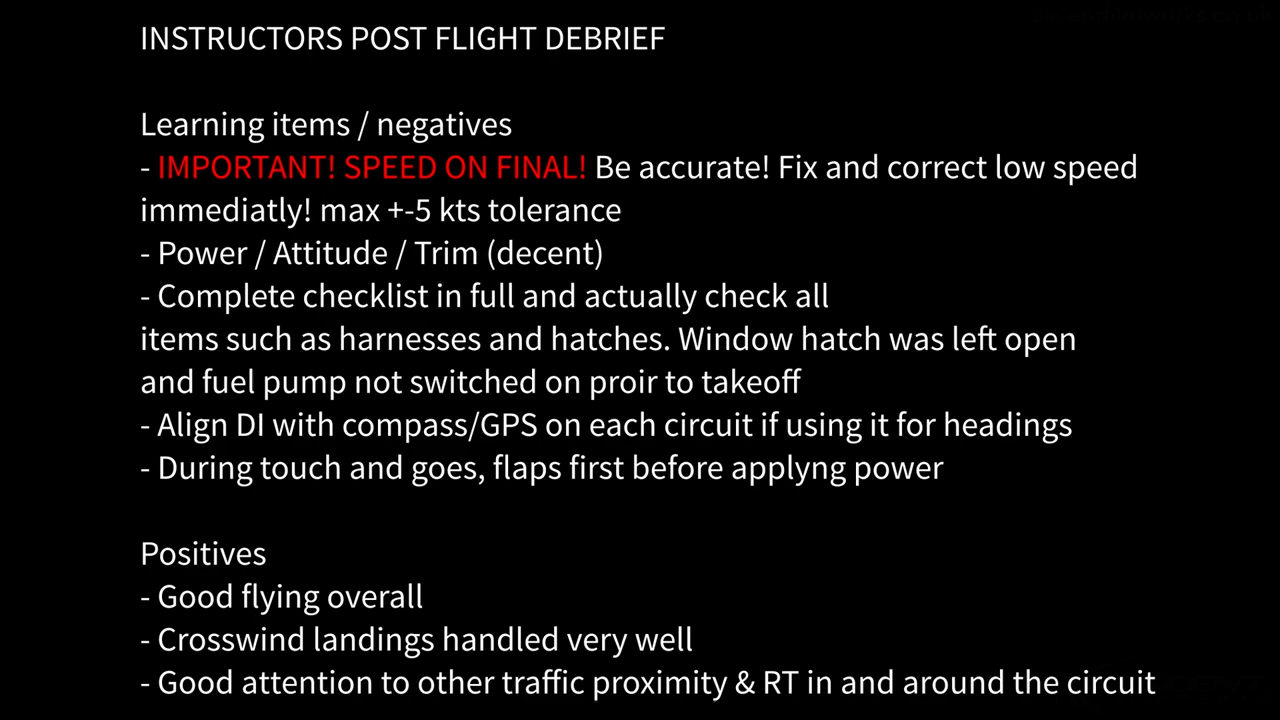 INSTRUCTORS POST FLIGHT DEBRIEF
Learning items / negatives
- IMPORTANT! SPEED ON FINAL! Be accurate! Fix and correct low speed
immediatly! max +-5 kts tolerance
- Power / Attitude / Trim (decent)
- Complete checklist in full and actually check all
items such as harnesses and hatches. Window hatch was left open
and fuel pump not switched on proir to takeoff
- Align DI with compass/GPS on each circuit if using it for headings
- During touch and goes, flaps first before applyng power
Positives
- Good flying overall
- Crosswind landings handled very well
- Good attention to other traffic proximity & RT in and around the circuit